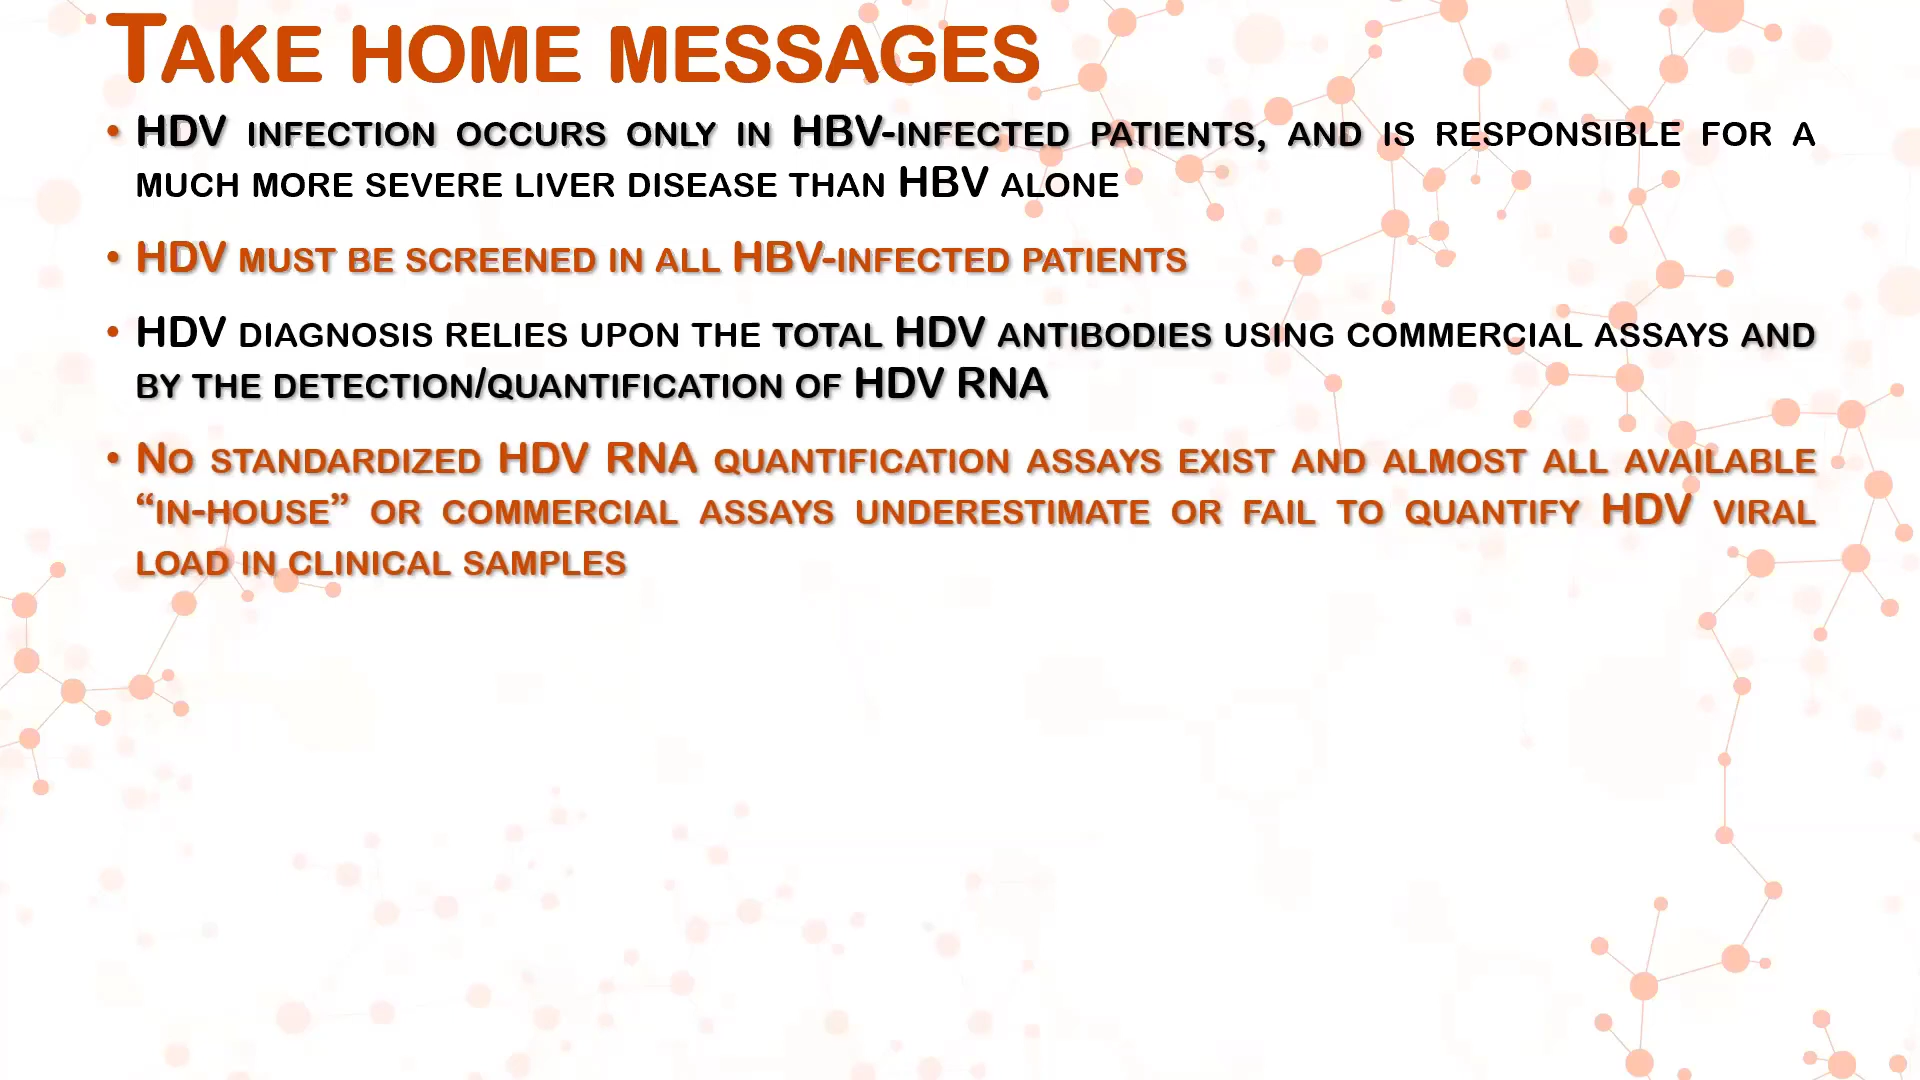 TAKE HOME MESSAGES
• HDV INFECTION OCCURS ONLY IN HBV-INFECTED PATIENTS, AND IS RESPONSIBLE FOR A
MUCH MORE SEVERE LIVER DISEASE THAN HBV ALONE
• HDV MUST BE SCREENED IN ALL HBV-INFECTED PATIENTS
• HDV DIAGNOSIS RELIES UPON THE TOTAL HDV ANTIBODIES USING COMMERCIAL ASSAYS AND
BY THE DETECTION/QUANTIFICATION OF HDV RNA
• NO STANDARDIZED HDV RNA QUANTIFICATION ASSAYS EXIST AND ALMOST ALL AVAILABLE
“IN-HOUSE” OR COMMERCIAL ASSAYS UNDERESTIMATE OR FAIL TO QUANTIFY HDV VIRAL
LOAD IN CLINICAL SAMPLES